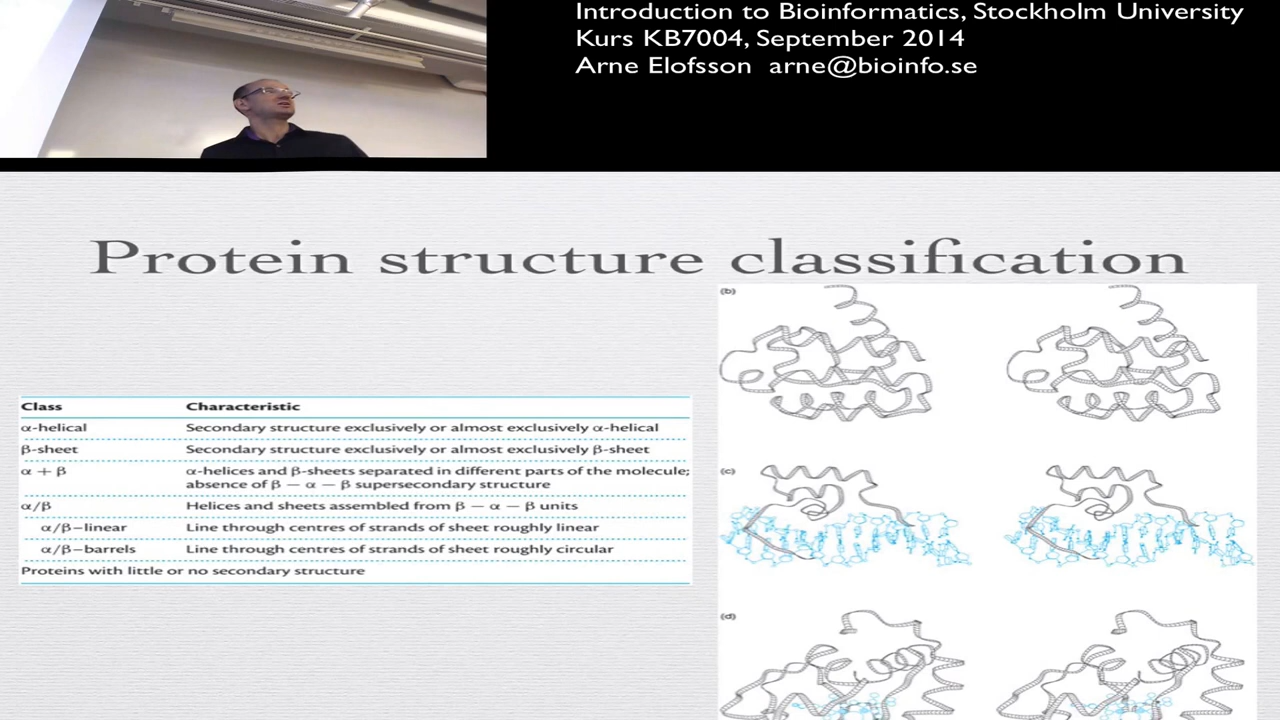 Introduction to Bioinformatics, Stockholm University
Kurs KB7004, September 2014
Arne Elofsson arne@bioinfo.se
Protein structure classification
(b)
Class Characteristic
α-helical Secondary structure exclusively or almost exclusively α-helical
β-sheet Secondary structure exclusively or almost exclusively β-sheet
α + β α-helices and β-sheets separated in different parts of the molecule;
absence of β − α − β supersecondary structure
α/β Helices and sheets assembled from β − α − β units
α/β−linear Line through centres of strands of sheet roughly linear
α/β−barrels Line through centres of strands of sheet roughly circular
Proteins with little or no secondary structure
(c)
(d)